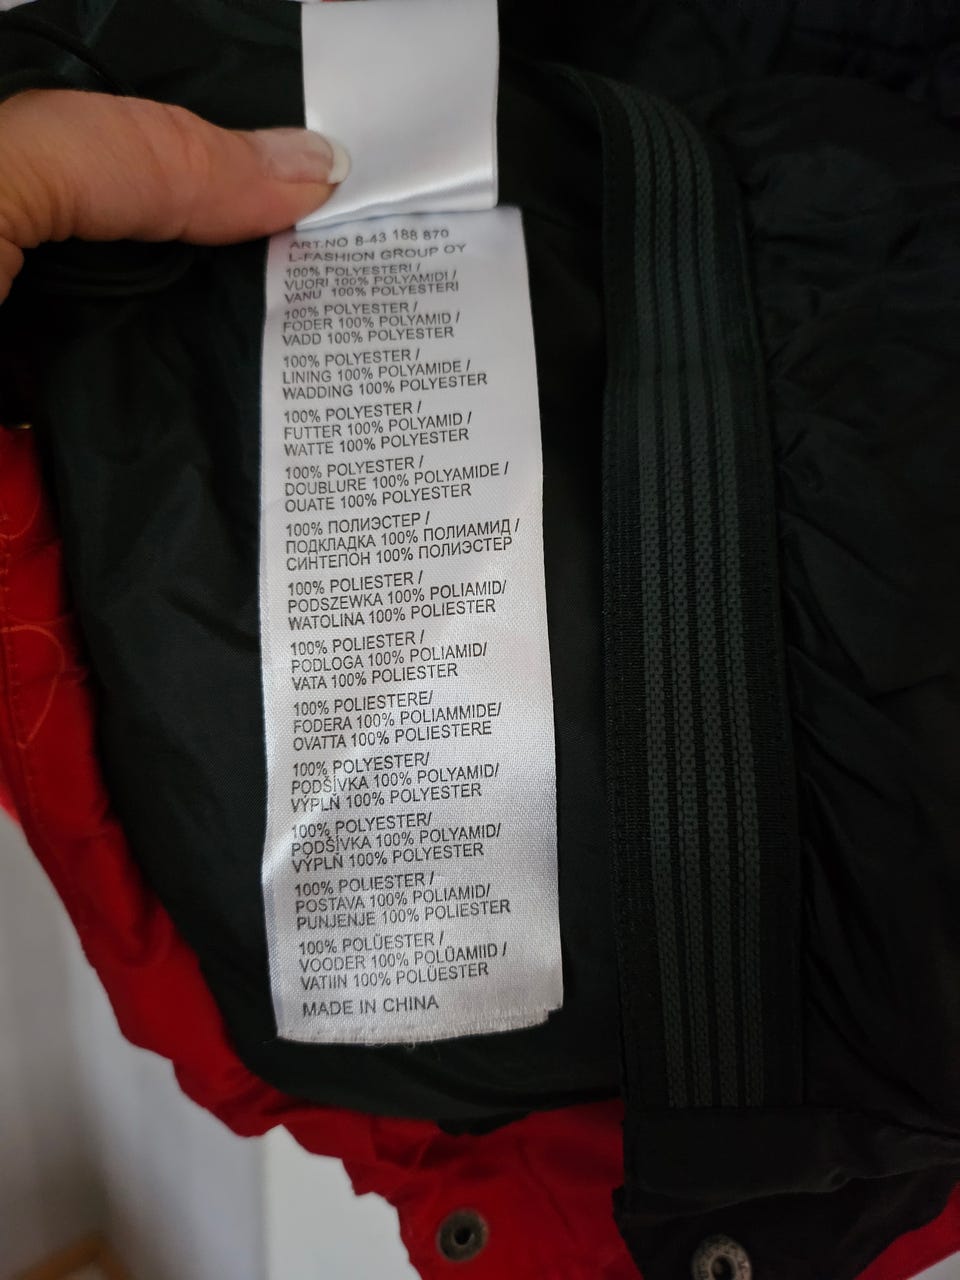 ART.NO 8-43 188 870
L-FASHION GROUP OY
100% POLYESTERI /
VUORI 100% POLYAMIDI /
VANU 100% POLYESTERI
100% POLYESTER /
FODER 100% POLYAMID /
VADD 100% POLYESTER
100% POLYESTER /
LINING 100% POLYAMIDE /
WADDING 100% POLYESTER
100% POLYESTER /
FUTTER 100% POLYAMID /
WATTE 100% POLYESTER
100% POLYESTER /
DOUBLURE 100% POLYAMIDE /
OUATE 100% POLYESTER
100% ПОЛИЭСТЕР /
ПОДКЛАДКА 100% ПОЛИАМИД /
СИНТЕПОН 100% ПОЛИЭСТЕР
100% POLIESTER /
PODSZEWKA 100% POLIAMID/
WATOLINA 100% POLIESTER
100% POLIESTER /
PODLOGA 100% POLIAMID/
VATA 100% POLIESTER
100% POLIESTERE/
FODERA 100% POLIAMMIDE/
OVATTA 100% POLIESTERE
100% POLYESTER/
PODŠÍVKA 100% POLYAMID/
VÝPLŇ 100% POLYESTER
100% POLYESTER/
PODŠÍVKA 100% POLYAMID/
VÝPLŇ 100% POLYESTER
100% POLIESTER /
POSTAVA 100% POLIAMID/
PUNJENJE 100% POLIESTER
100% POLÜESTER /
VOODER 100% POLÜAMIID /
VATIIN 100% POLÜESTER
MADE IN CHINA